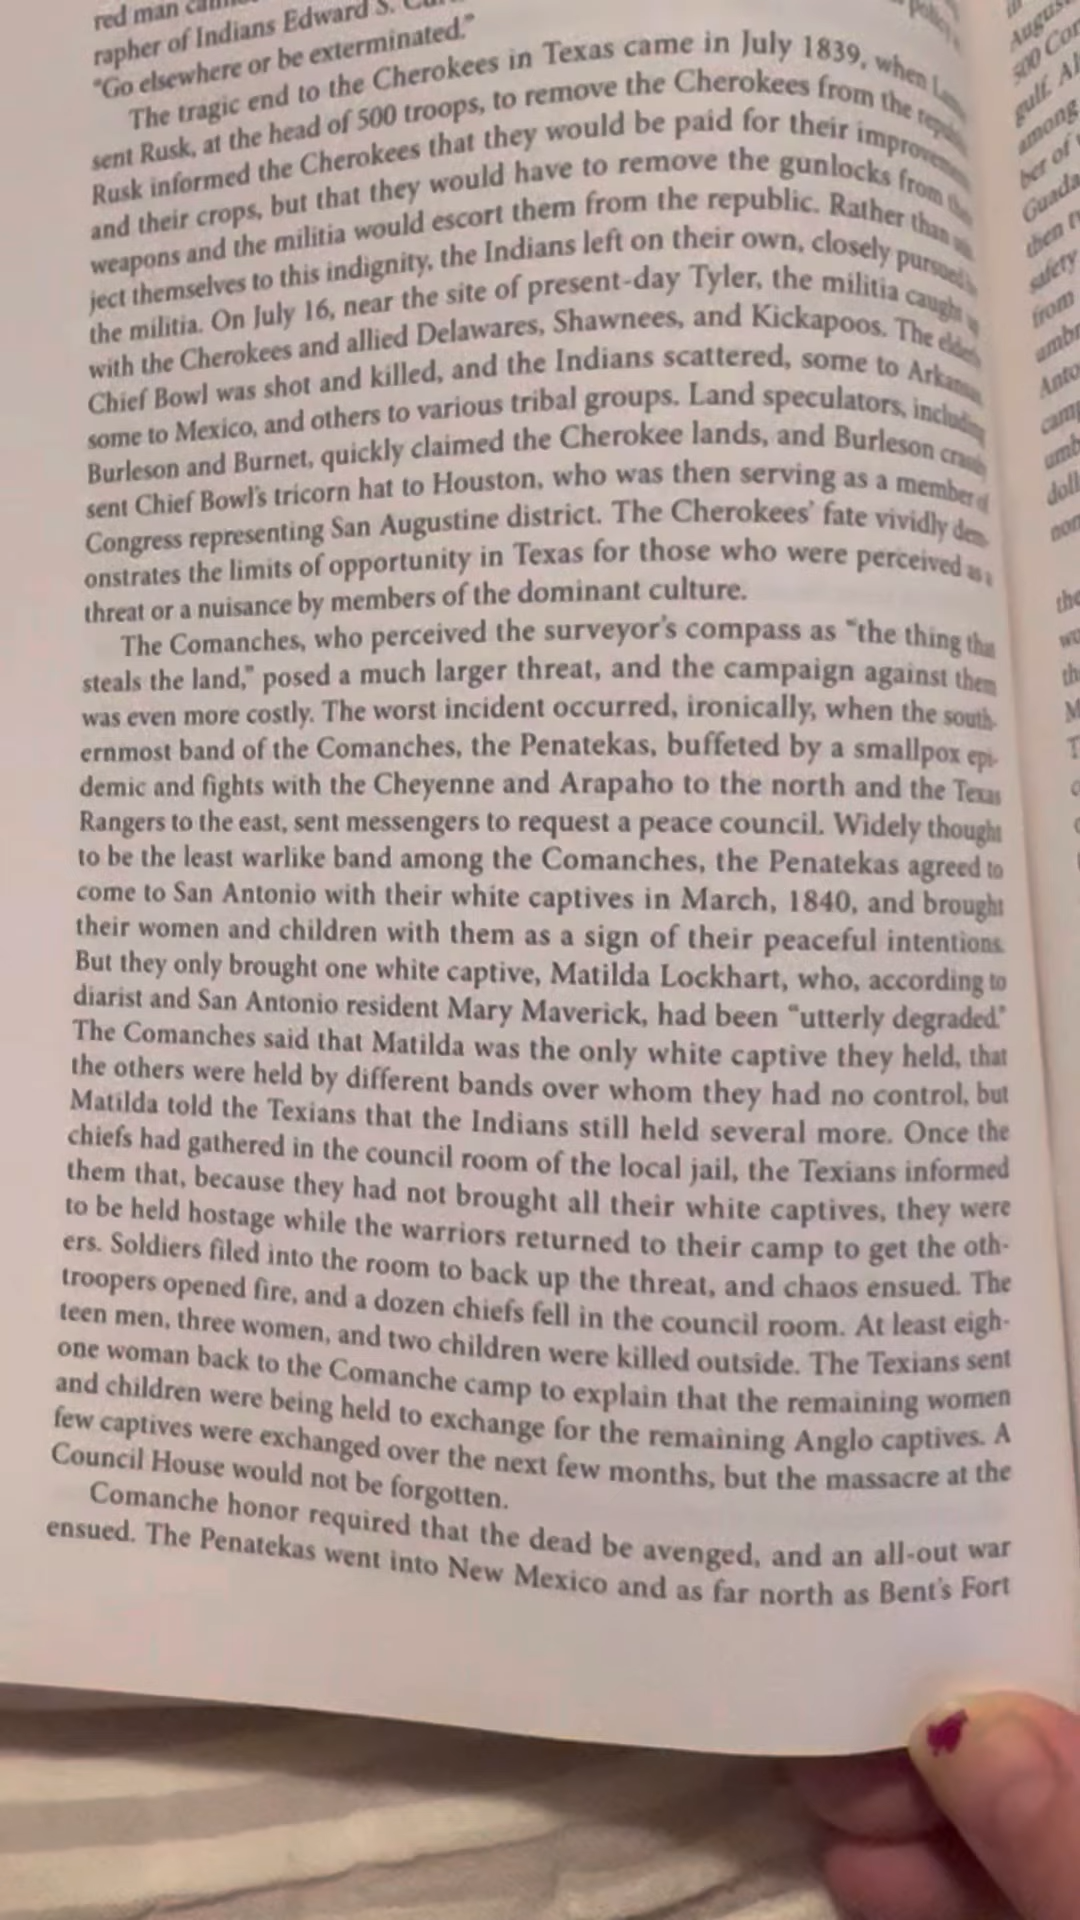 red man
rapher of Indians Edward S.
"Go elsewhere or be exterminated."
The tragic end to the Cherokees in Texas came in July 1839, when
sent Rusk, at the head of 500 troops, to remove the Cherokees from the
Rusk informed the Cherokees that they would be paid for their improvements
and their crops, but that they would have to remove the gunlocks from
weapons and the militia would escort them from the republic. Rather than
ject themselves to this indignity, the Indians left on their own, closely pursued by
the militia. On July 16, near the site of present-day Tyler, the militia caught up
with the Cherokees and allied Delawares, Shawnees, and Kickapoos. The elderly
Chief Bowl was shot and killed, and the Indians scattered, some to Arkansas
some to Mexico, and others to various tribal groups. Land speculators, including
Burleson and Burnet, quickly claimed the Cherokee lands, and Burleson
sent Chief Bowl's tricorn hat to Houston, who was then serving as a member of
Congress representing San Augustine district. The Cherokees' fate vividly dem-
onstrates the limits of opportunity in Texas for those who were perceived as a
threat or a nuisance by members of the dominant culture.
The Comanches, who perceived the surveyor's compass as "the thing that
steals the land," posed a much larger threat, and the campaign against them
was even more costly. The worst incident occurred, ironically, when the south-
ernmost band of the Comanches, the Penatekas, buffeted by a smallpox epi-
demic and fights with the Cheyenne and Arapaho to the north and the Texas
Rangers to the east, sent messengers to request a peace council. Widely thought
to be the least warlike band among the Comanches, the Penatekas agreed to
come to San Antonio with their white captives in March, 1840, and brought
their women and children with them as a sign of their peaceful intentions.
But they only brought one white captive, Matilda Lockhart, who, according to
diarist and San Antonio resident Mary Maverick, had been "utterly degraded."
The Comanches said that Matilda was the only white captive they held, that
the others were held by different bands over whom they had no control, but
Matilda told the Texians that the Indians still held several more. Once the
chiefs had gathered in the council room of the local jail, the Texians informed
them that, because they had not brought all their white captives, they were
to be held hostage while the warriors returned to their camp to get the oth-
ers. Soldiers filed into the room to back up the threat, and chaos ensued. The
troopers opened fire, and a dozen chiefs fell in the council room. At least eigh-
teen men, three women, and two children were killed outside. The Texians sent
one woman back to the Comanche camp to explain that the remaining women
and children were being held to exchange for the remaining Anglo captives. A
few captives were exchanged over the next few months, but the massacre at the
Council House would not be forgotten.
Comanche honor required that the dead be avenged, and an all-out war
ensued. The Penatekas went into New Mexico and as far north as Bent's Fort